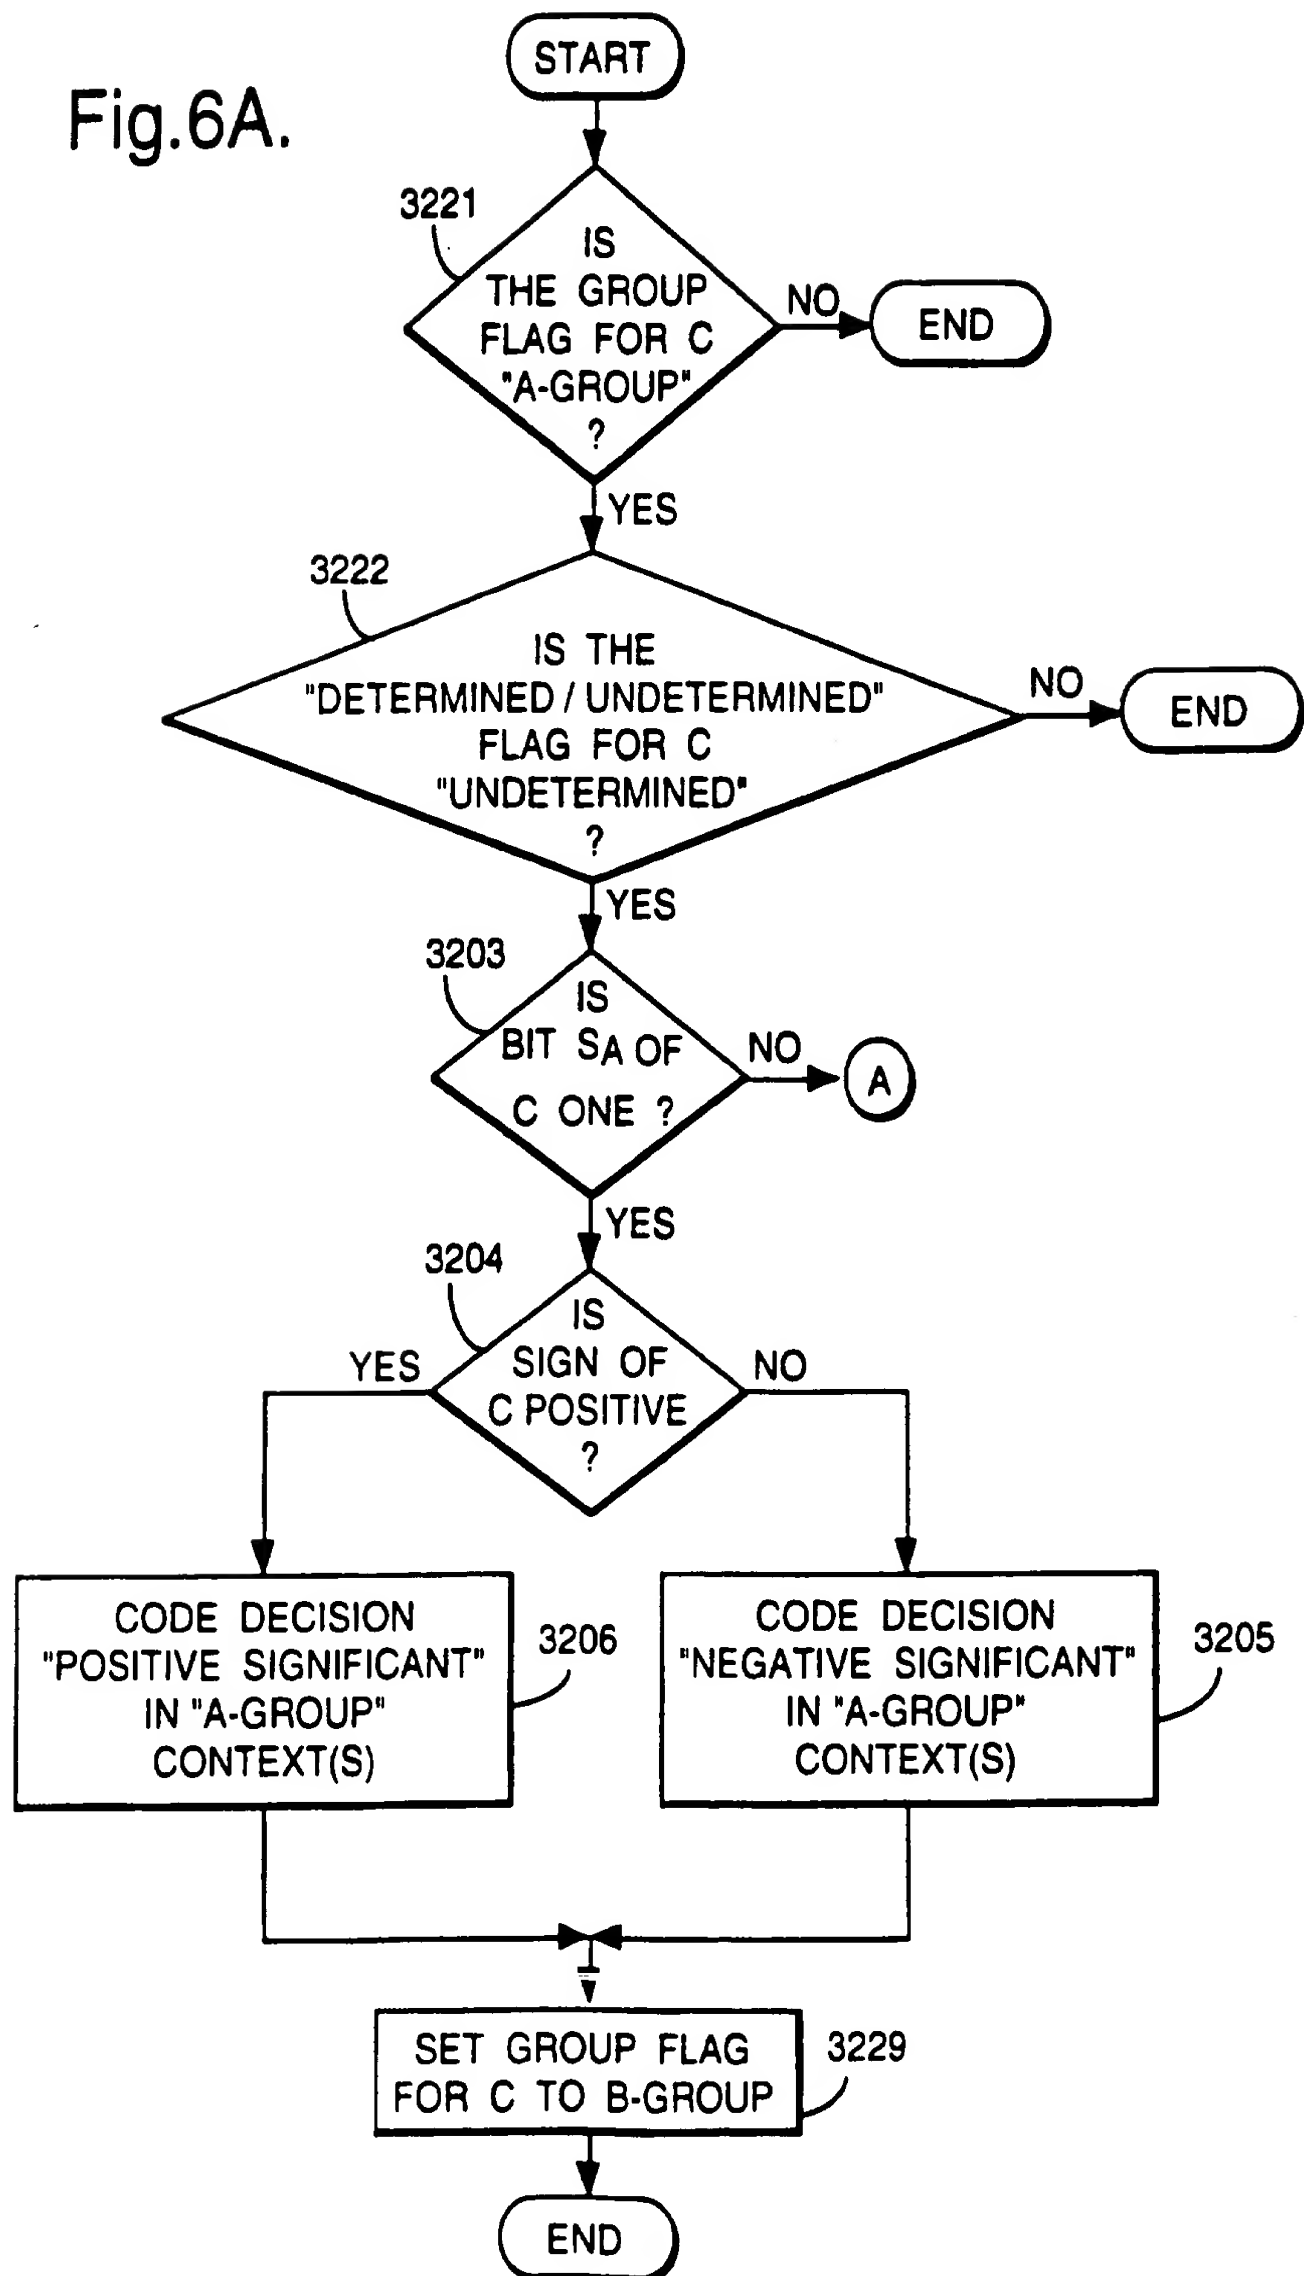 Fig.6A.
START
3221
IS
THE GROUP
FLAG FOR C
"A-GROUP"
?
NO
END
YES
3222
IS THE
"DETERMINED / UNDETERMINED"
FLAG FOR C
"UNDETERMINED"
?
NO
END
YES
3203
IS
BIT SA OF
C ONE ?
NO
A
YES
3204
IS
SIGN OF
C POSITIVE
?
YES
NO
CODE DECISION
"POSITIVE SIGNIFICANT"
IN "A-GROUP"
CONTEXT(S)
3206
CODE DECISION
"NEGATIVE SIGNIFICANT"
IN "A-GROUP"
CONTEXT(S)
3205
SET GROUP FLAG
FOR C TO B-GROUP
3229
END